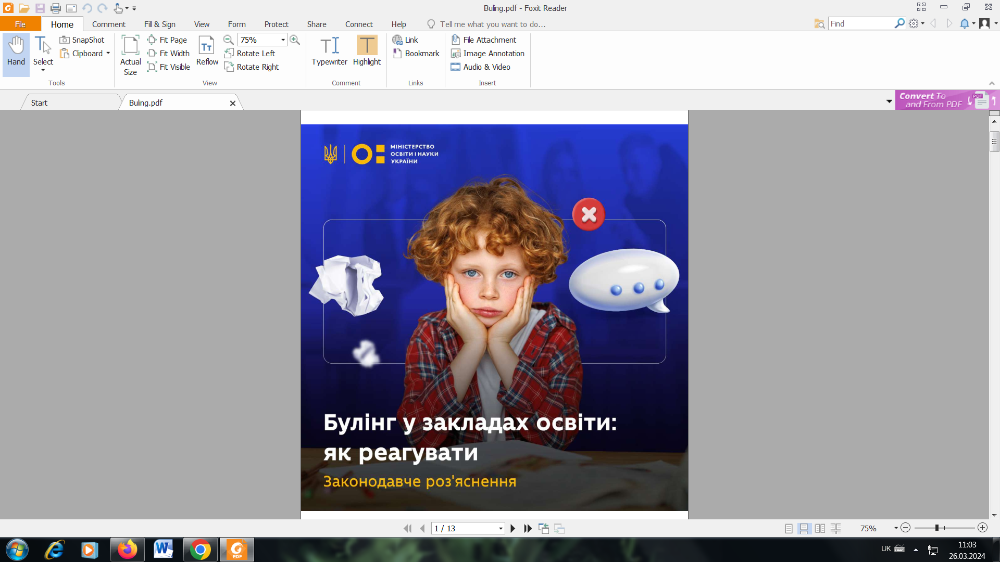 Buling.pdf - Foxit Reader
File
Home
Comment
Fill & Sign
View
Form
Protect
Share
Connect
Help
Tell me what you want to do...
Find
Hand
Select
SnapShot
Clipboard
Tools
Actual
Size
Fit Page
Fit Width
Fit Visible
Reflow
75%
Rotate Left
Rotate Right
View
Typewriter
Highlight
Comment
Link
Bookmark
Links
File Attachment
Image Annotation
Audio & Video
Insert
Start
Buling.pdf
Convert To
and From PDF
PDF
МІНІСТЕРСТВО
ОСВІТИ І НАУКИ
УКРАЇНИ
Булінг у закладах освіти:
як реагувати
Законодавче роз'яснення
1 / 13
75%
UK
11:03
26.03.2024